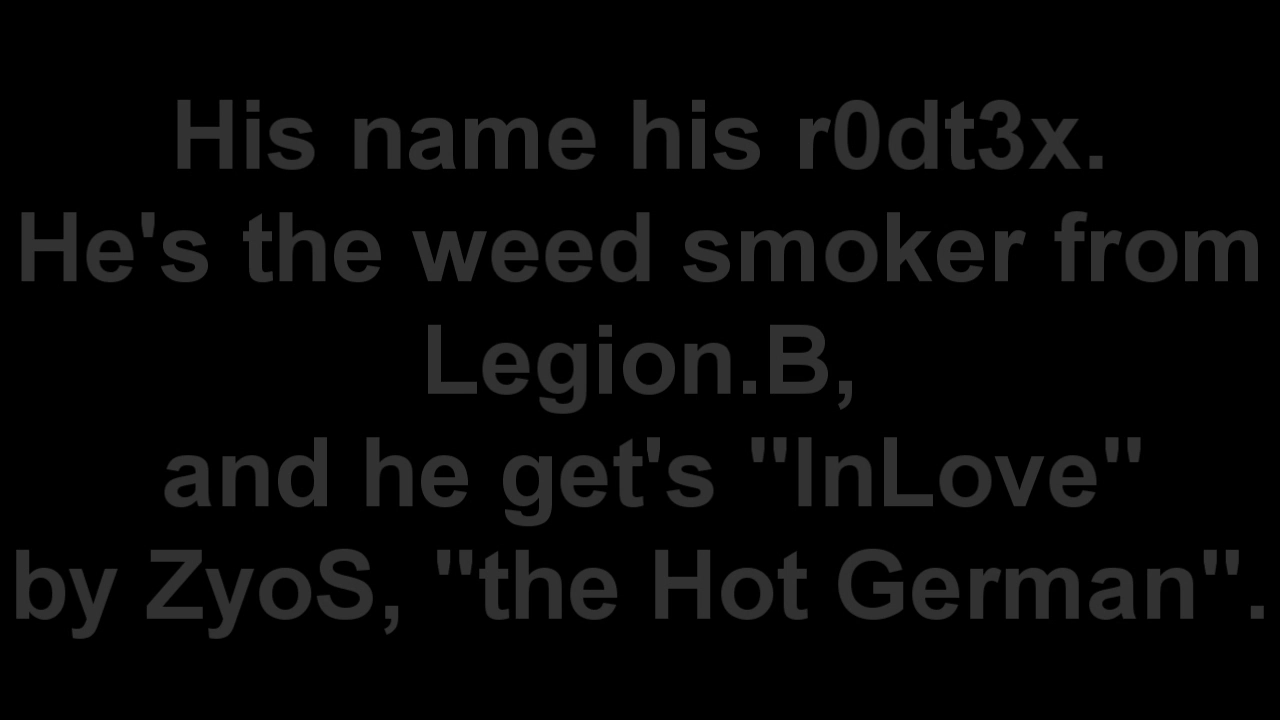 His name his r0dt3x.
He's the weed smoker from
Legion.B,
and he get's "InLove"
by ZyoS, "the Hot German".